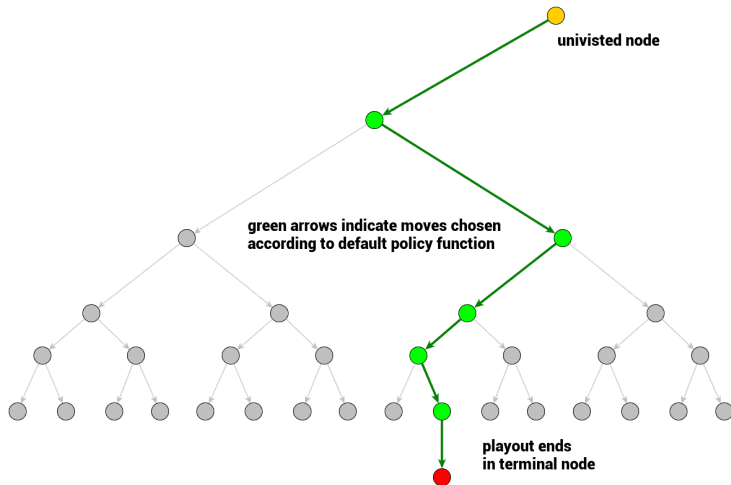 univisted node
green arrows indicate moves chosen
according to default policy function
playout ends
in terminal node